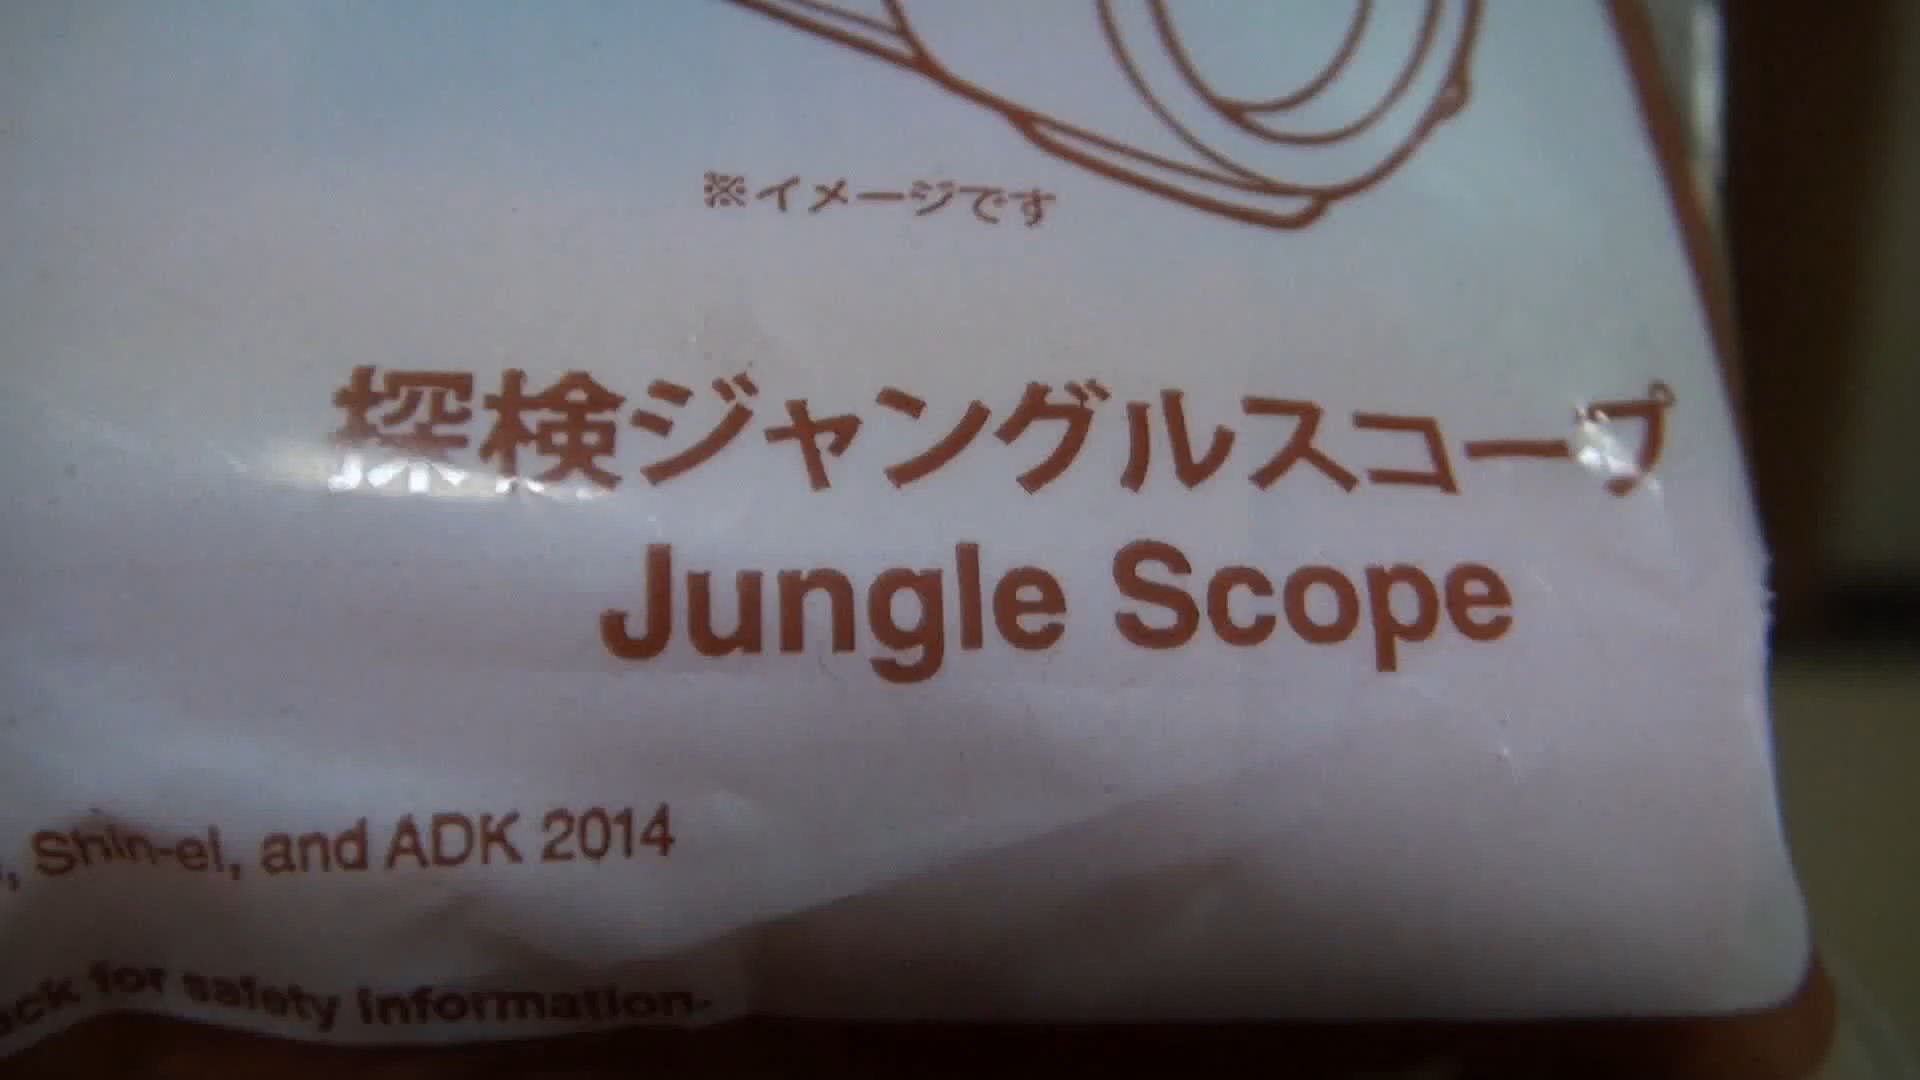 ※イメージです
探検ジャングルスコープ
Jungle Scope
, Shin-ei, and ADK 2014
for safety information.